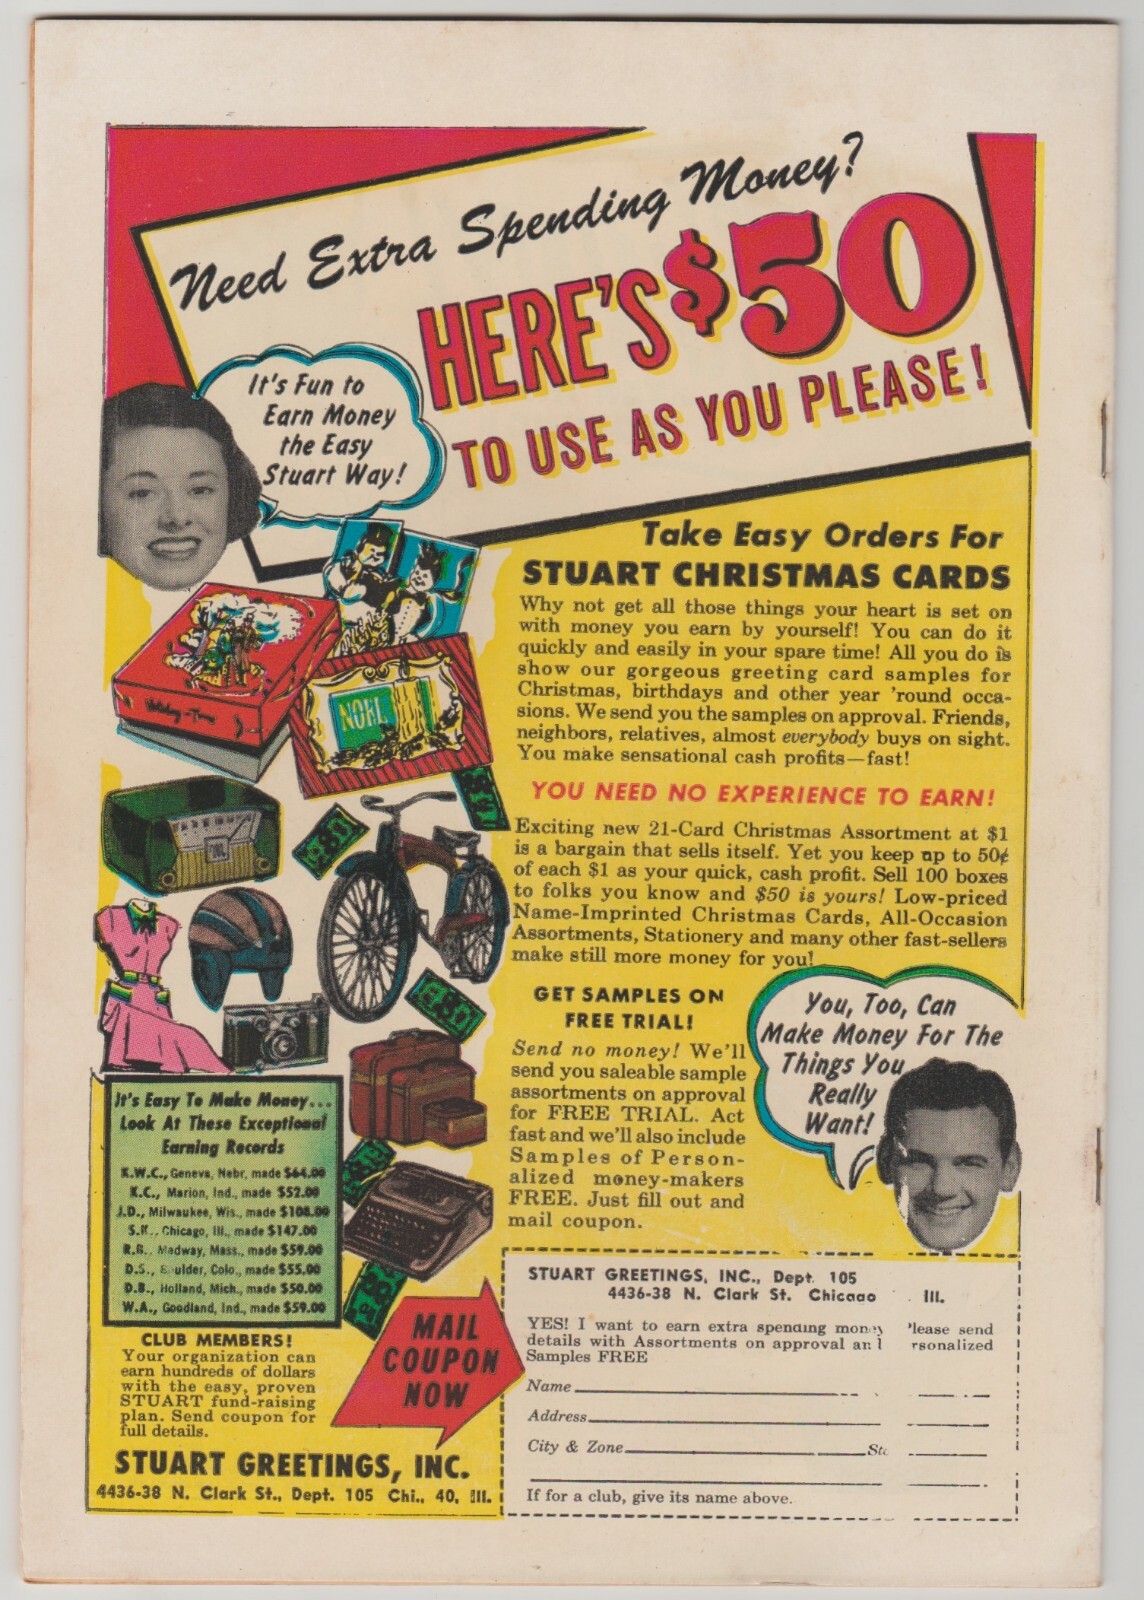 Need Extra Spending Money?
HERE'S $50
TO USE AS YOU PLEASE!
It's Fun to
Earn Money
the Easy
Stuart Way!
Take Easy Orders For
STUART CHRISTMAS CARDS
Why not get all those things your heart is set on
with money you earn by yourself! You can do it
quickly and easily in your spare time! All you do is
show our gorgeous greeting card samples for
Christmas, birthdays and other year 'round occa-
sions. We send you the samples on approval. Friends,
neighbors, relatives, almost everybody buys on sight.
You make sensational cash profits—fast!
NOEL
YOU NEED NO EXPERIENCE TO EARN!
Exciting new 21-Card Christmas Assortment at $1
is a bargain that sells itself. Yet you keep up to 50¢
of each $1 as your quick, cash profit. Sell 100 boxes
to folks you know and $50 is yours! Low-priced
Name-Imprinted Christmas Cards, All-Occasion
Assortments, Stationery and many other fast-sellers
make still more money for you!
GET SAMPLES ON
FREE TRIAL!
Send no money! We'll
send you saleable sample
assortments on approval
for FREE TRIAL. Act
fast and we'll also include
Samples of Person-
alized money-makers
FREE. Just fill out and
mail coupon.
You, Too, Can
Make Money For The
Things You
Really
Want!
It's Easy To Make Money...
Look At These Exceptional
Earning Records
K.W.C., Geneva, Nebr, made $64.00
K.C., Marion, Ind., made $52.00
J.D., Milwaukee, Wis., made $108.00
S.K., Chicago, Ill., made $147.00
R.G., Medway, Mass., made $59.00
D.S., Boulder, Colo., made $55.00
D.B., Holland, Mich., made $50.00
W.A., Goodland, Ind., made $59.00
CLUB MEMBERS!
Your organization can
earn hundreds of dollars
with the easy, proven
STUART fund-raising
plan. Send coupon for
full details.
MAIL
COUPON
NOW
STUART GREETINGS, INC.
4436-38 N. Clark St., Dept. 105 Chi., 40, Ill.
STUART GREETINGS, INC., Dept. 105
4436-38 N. Clark St. Chicago Ill.
YES! I want to earn extra spending money lease send
details with Assortments on approval an rsonalized
Samples FREE
Name
Address
City & Zone St
If for a club, give its name above.